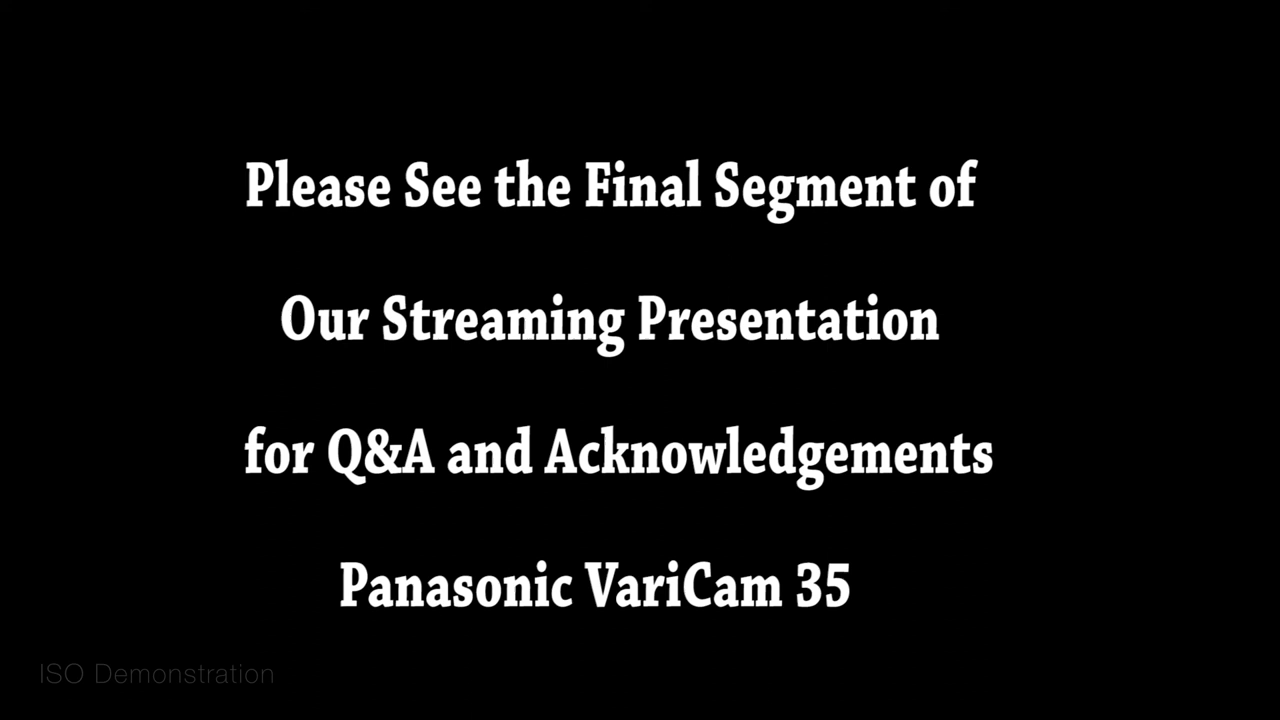 Please See the Final Segment of
Our Streaming Presentation
for Q&A and Acknowledgements
Panasonic VariCam 35
ISO Demonstration